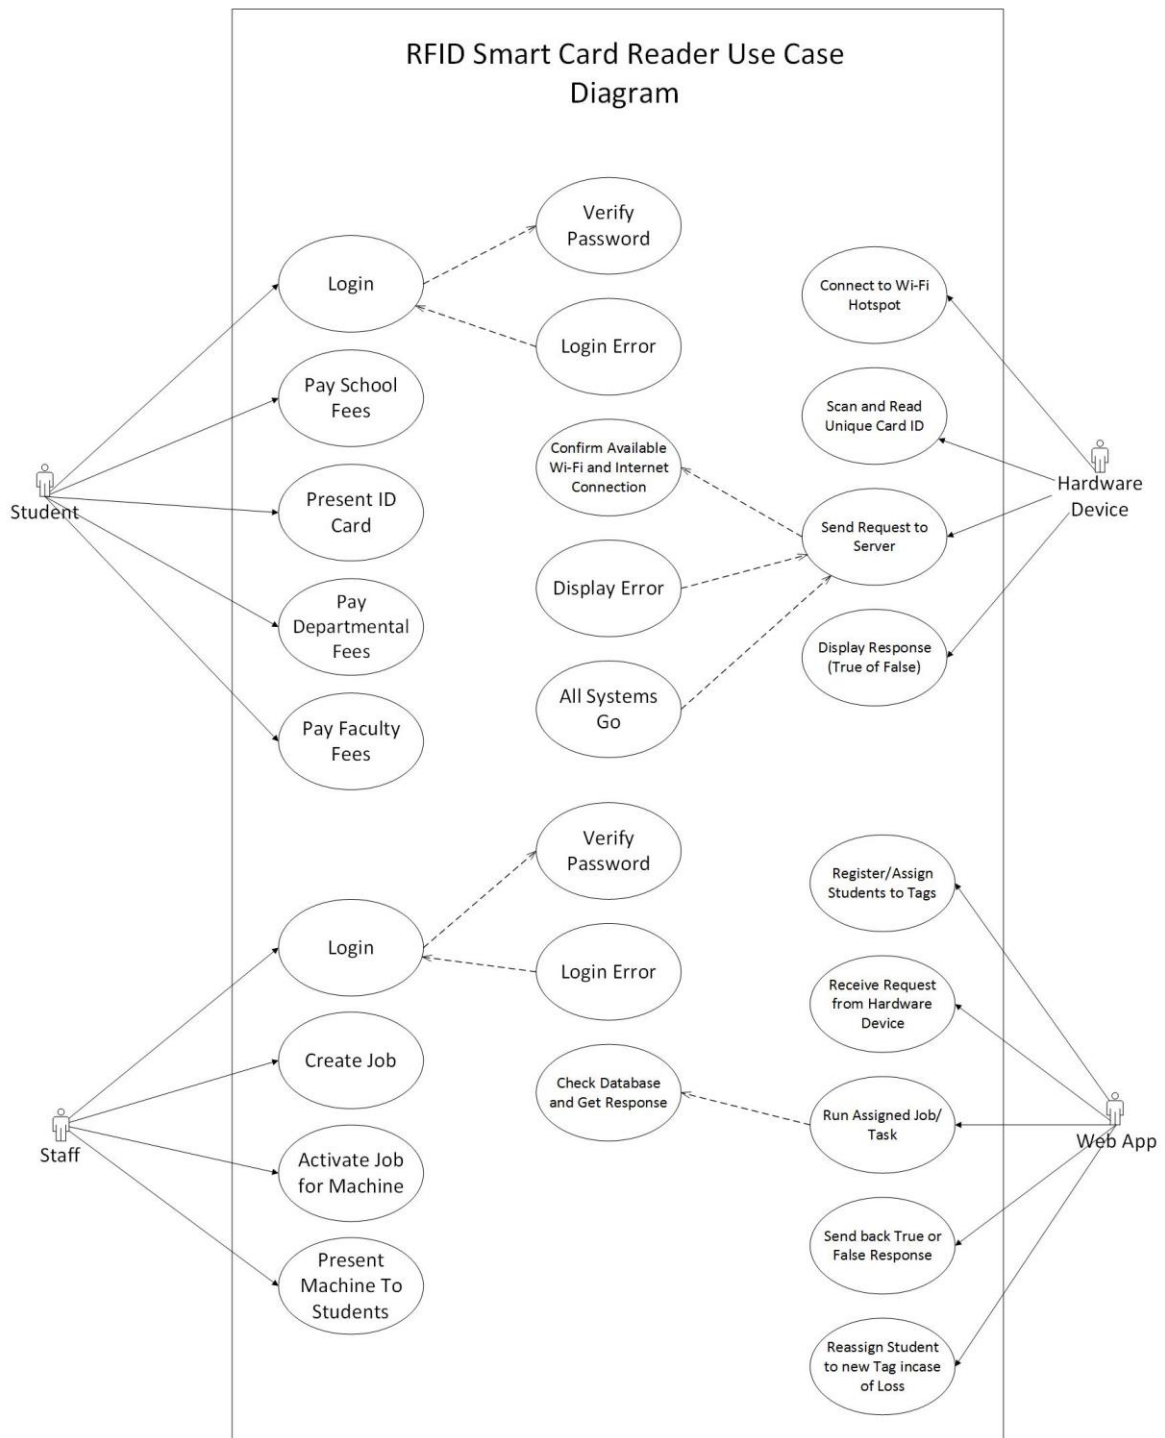 RFID Smart Card Reader Use Case
Diagram
Verify
Password
Login
Login Error
Pay School
Fees
Present ID
Card
Pay
Departmental
Fees
Pay Faculty
Fees
Student
Confirm Available
Wi-Fi and Internet
Connection
Display Error
All Systems
Go
Connect to Wi-Fi
Hotspot
Scan and Read
Unique Card ID
Send Request to
Server
Display Response
(True of False)
Hardware
Device
Verify
Password
Login
Login Error
Create Job
Activate Job
for Machine
Present
Machine To
Students
Staff
Check Database
and Get Response
Register/Assign
Students to Tags
Receive Request
from Hardware
Device
Run Assigned Job/
Task
Send back True or
False Response
Reassign Student
to new Tag incase
of Loss
Web App